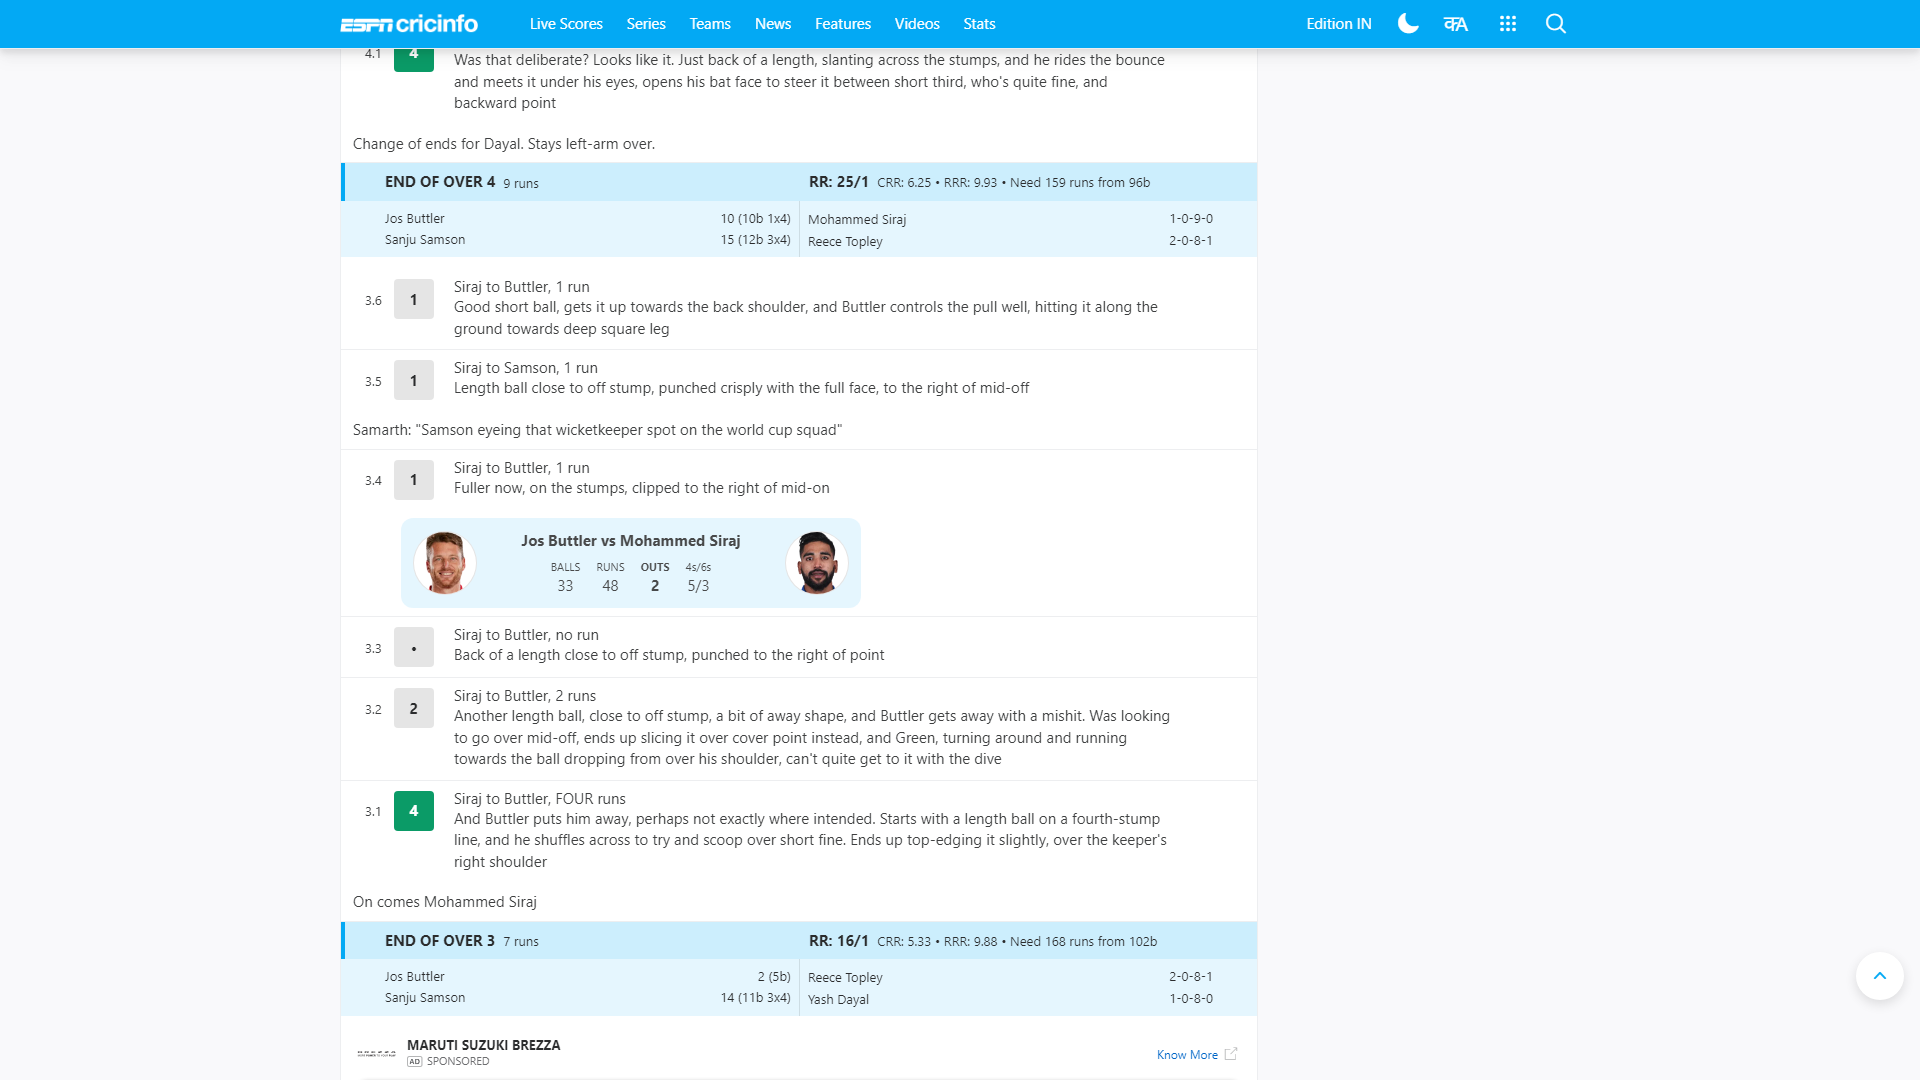 ESPN cricinfo Live Scores Series Teams News Features Videos Stats Edition IN क A
4.1 4 Was that deliberate? Looks like it. Just back of a length, slanting across the stumps, and he rides the bounce
and meets it under his eyes, opens his bat face to steer it between short third, who's quite fine, and
backward point
Change of ends for Dayal. Stays left-arm over.
END OF OVER 4 9 runs RR: 25/1 CRR: 6.25 • RRR: 9.93 • Need 159 runs from 96b
Jos Buttler 10 (10b 1x4) Mohammed Siraj 1-0-9-0
Sanju Samson 15 (12b 3x4) Reece Topley 2-0-8-1
Siraj to Buttler, 1 run
3.6 1 Good short ball, gets it up towards the back shoulder, and Buttler controls the pull well, hitting it along the
ground towards deep square leg
Siraj to Samson, 1 run
3.5 1 Length ball close to off stump, punched crisply with the full face, to the right of mid-off
Samarth: "Samson eyeing that wicketkeeper spot on the world cup squad"
Siraj to Buttler, 1 run
3.4 1 Fuller now, on the stumps, clipped to the right of mid-on
Jos Buttler vs Mohammed Siraj
BALLS RUNS OUTS 4s/6s
33 48 2 5/3
Siraj to Buttler, no run
3.3 • Back of a length close to off stump, punched to the right of point
Siraj to Buttler, 2 runs
3.2 2 Another length ball, close to off stump, a bit of away shape, and Buttler gets away with a mishit. Was looking
to go over mid-off, ends up slicing it over cover point instead, and Green, turning around and running
towards the ball dropping from over his shoulder, can't quite get to it with the dive
Siraj to Buttler, FOUR runs
3.1 4 And Buttler puts him away, perhaps not exactly where intended. Starts with a length ball on a fourth-stump
line, and he shuffles across to try and scoop over short fine. Ends up top-edging it slightly, over the keeper's
right shoulder
On comes Mohammed Siraj
END OF OVER 3 7 runs RR: 16/1 CRR: 5.33 • RRR: 9.88 • Need 168 runs from 102b
Jos Buttler 2 (5b) Reece Topley 2-0-8-1
Sanju Samson 14 (11b 3x4) Yash Dayal 1-0-8-0
MARUTI SUZUKI BREZZA
AD SPONSORED Know More